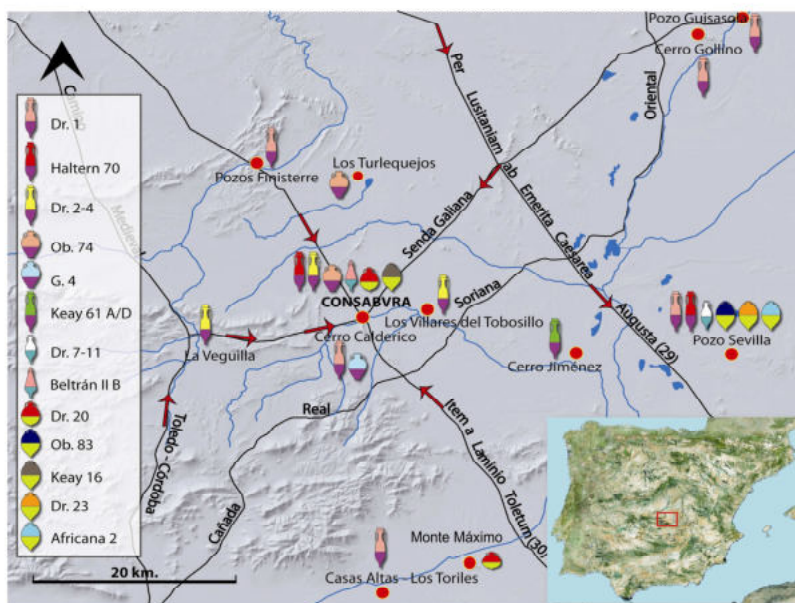 Pozo Guisasola
Cerro Gollino
Per Lusitaniam ab Emerita Caesarea Augusta (29)
Oriental
Camino
Medieval
Toledo-Córdoba
Dr. 1
Haltern 70
Dr. 2-4
Ob. 74
G. 4
Keay 61 A/D
Dr. 7-11
Beltrán II B
Dr. 20
Ob. 83
Keay 16
Dr. 23
Africana 2
Pozos Finisterre
Los Turlequejos
Senda Galiana
CONSABVRA
Cerro Calderico
Soriana
Los Villares del Tobosillo
La Veguilla
Cerro Jiménez
Pozo Sevilla
Real
Cañada
Item a Laminio Toletum (30.
Monte Máximo
Casas Altas - Los Toriles
20 km.